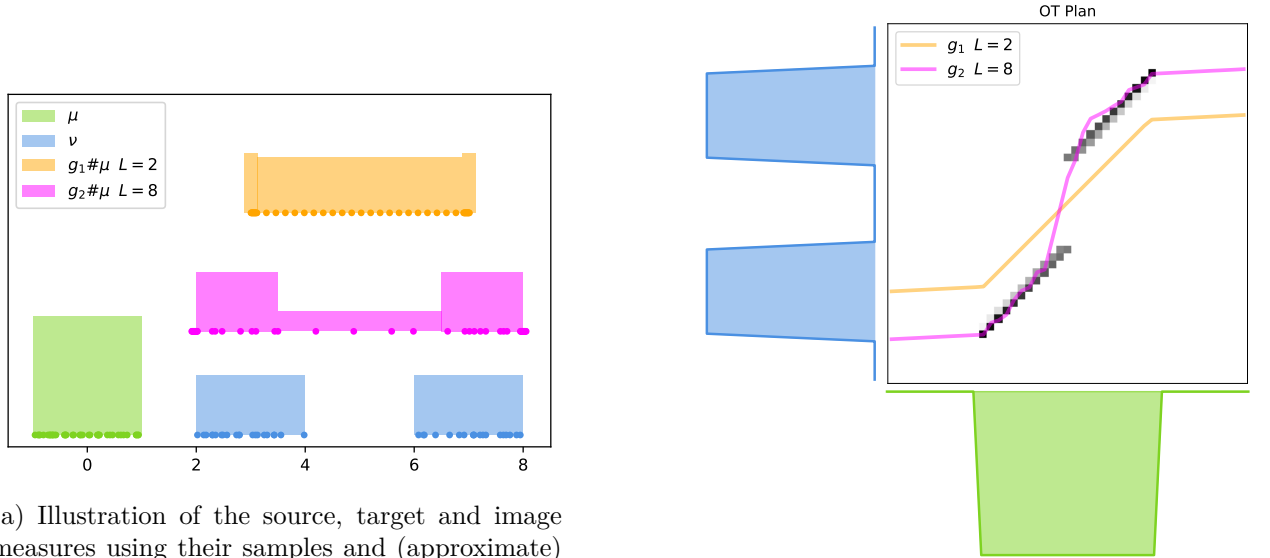 μ
ν
g₁#μ L = 2
g₂#μ L = 8
0 2 4 6 8
a) Illustration of the source, target and image
measures using their samples and (approximate)
OT Plan
g₁ L = 2
g₂ L = 8